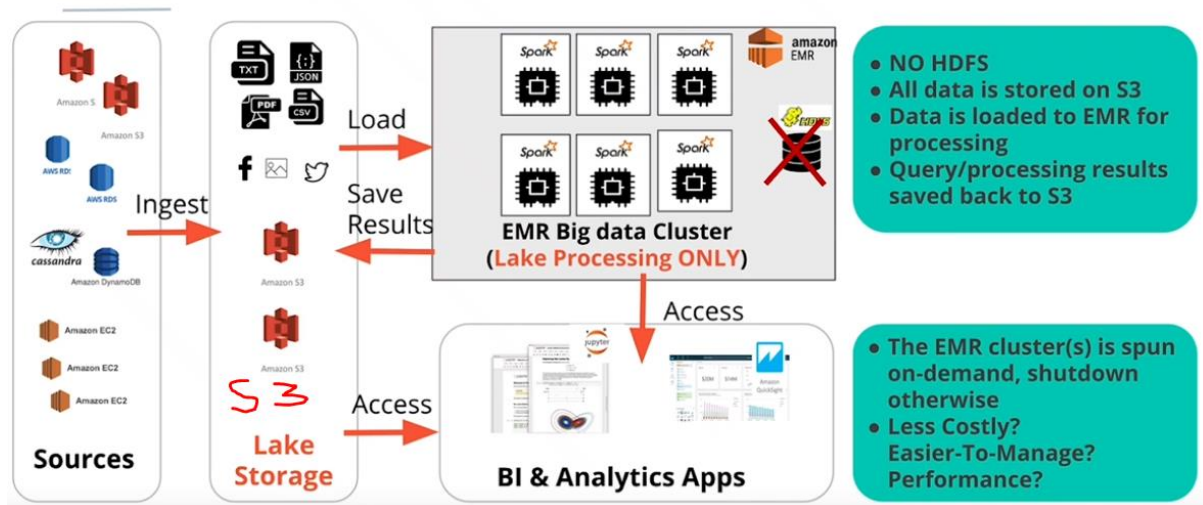 Amazon S
Amazon S3
AWS RDS
AWS RDS
cassandra
Amazon DynamoDB
Amazon EC2
Amazon EC2
Amazon EC2
Sources
Ingest
TXT
{:}
JSON
PDF
CSV
f
Amazon S3
Amazon S3
S3
Lake
Storage
Load
Save
Results
Access
Spark
Spark
Spark
Spark
Spark
Spark
amazon
EMR
EMR Big data Cluster
(Lake Processing ONLY)
Access
jupyter
Amazon
QuickSight
BI & Analytics Apps
● NO HDFS
● All data is stored on S3
● Data is loaded to EMR for
processing
● Query/processing results
saved back to S3
● The EMR cluster(s) is spun
on-demand, shutdown
otherwise
● Less Costly?
Easier-To-Manage?
Performance?